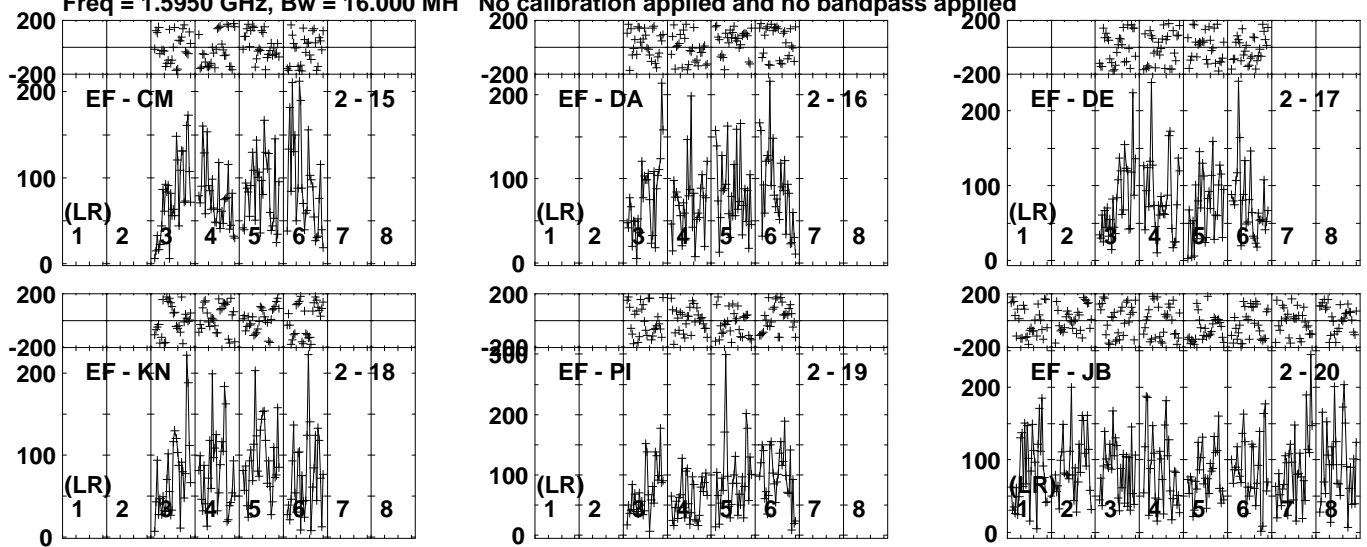 Freq = 1.5950 GHz, Bw = 16.000 MH No calibration applied and no bandpass applied
200
-200
200
EF - CM 2 - 15
100
(LR)
1 2 3 4 5 6 7 8
0
200
-200
200
EF - DA 2 - 16
100
(LR)
1 2 3 4 5 6 7 8
0
200
-200
200
EF - DE 2 - 17
100
(LR)
1 2 3 4 5 6 7 8
0
200
-200
200
EF - KN 2 - 18
100
(LR)
1 2 3 4 5 6 7 8
0
200
-200
300
EF - PI 2 - 19
200
100
(LR)
1 2 3 4 5 6 7 8
0
200
-200
EF - JB 2 - 20
200
100
(LR)
1 2 3 4 5 6 7 8
0